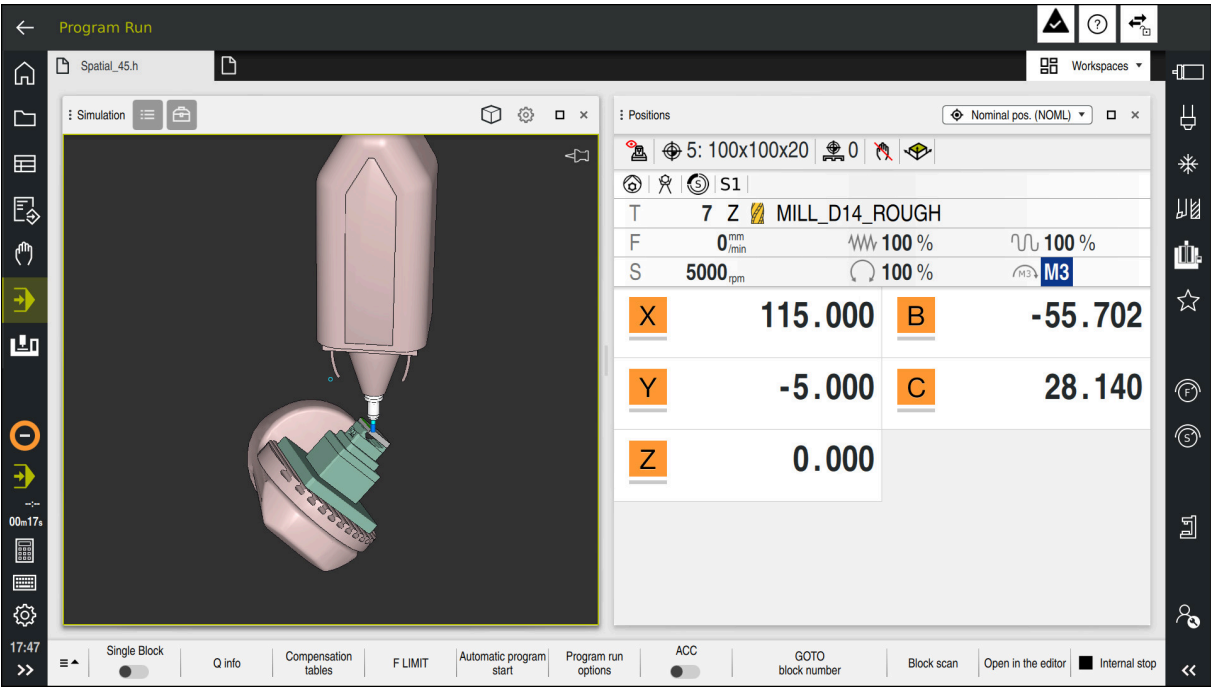 Program Run
Spatial_45.h
Workspaces
Simulation
Positions
Nominal pos. (NOML)
5: 100x100x20 0
S S1
T 7 Z MILL_D14_ROUGH
F 0 mm/min 100 % 100 %
S 5000 rpm 100 % M3 M3
X 115.000 B -55.702
Y -5.000 C 28.140
Z 0.000
F
S
--:--
00m17s
17:47
Single Block
Q info
Compensation
tables
F LIMIT
Automatic program
start
Program run
options
ACC
GOTO
block number
Block scan
Open in the editor
Internal stop